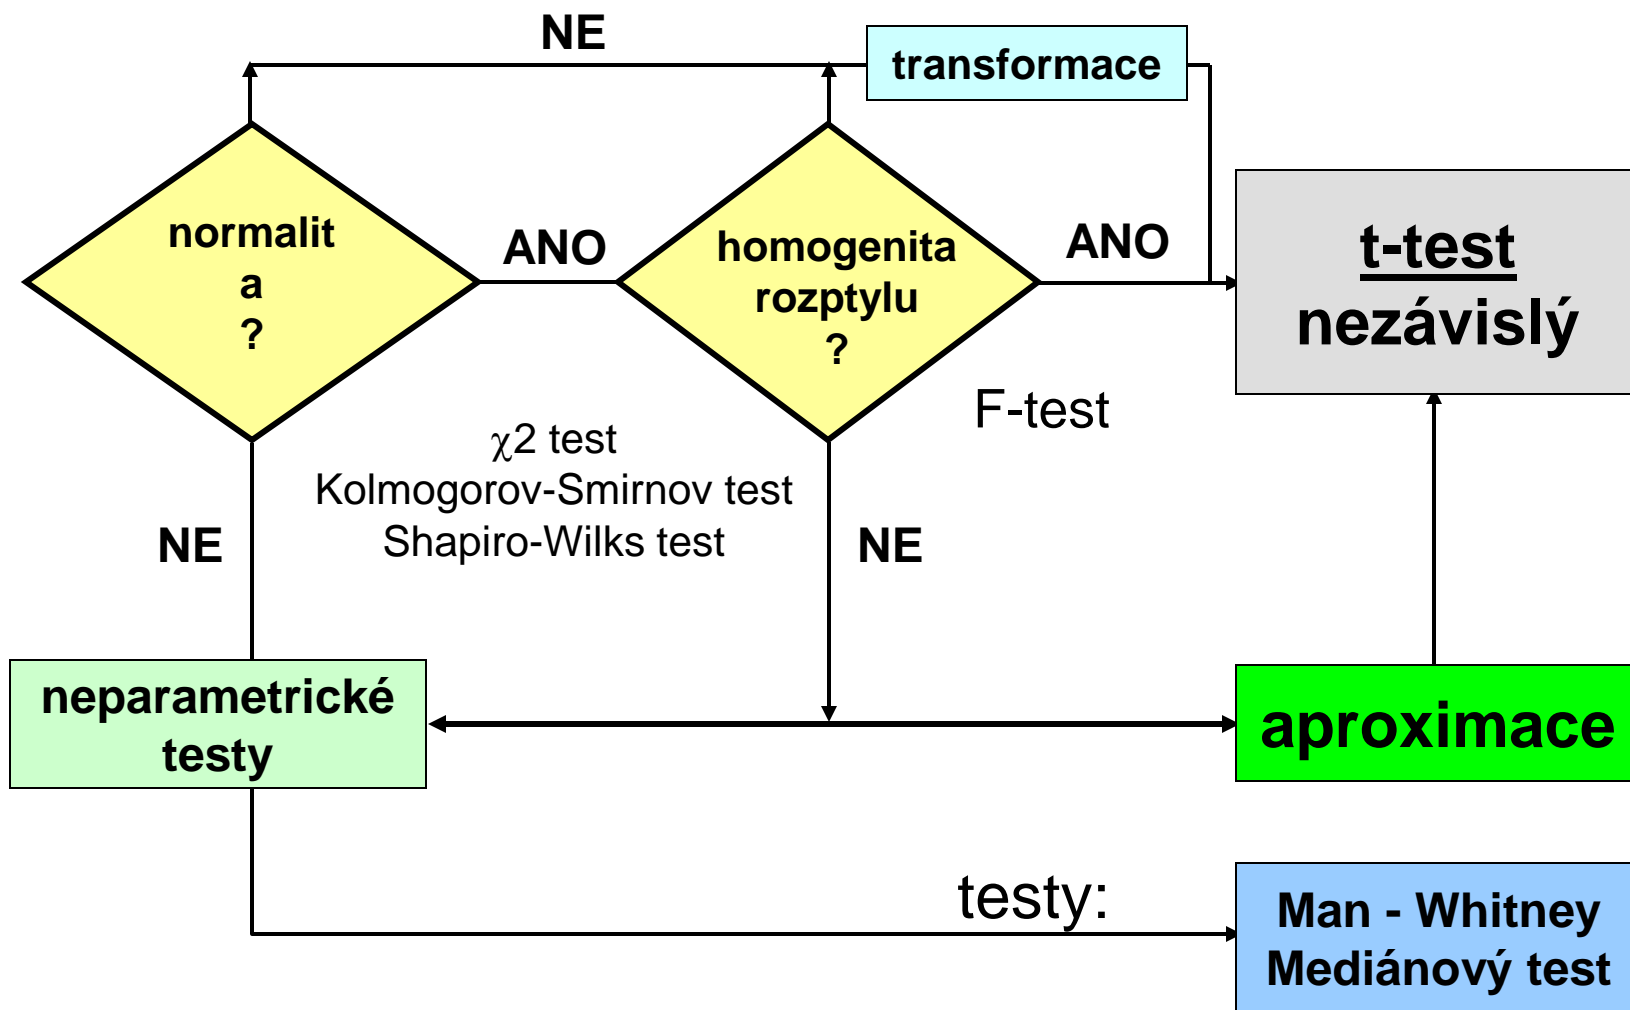 NE
transformace
normalit
a
?
ANO
homogenita
rozptylu
?
ANO
t-test
nezávislý
F-test
χ2 test
Kolmogorov-Smirnov test
Shapiro-Wilks test
NE
NE
neparametrické
testy
aproximace
testy:
Man - Whitney
Mediánový test